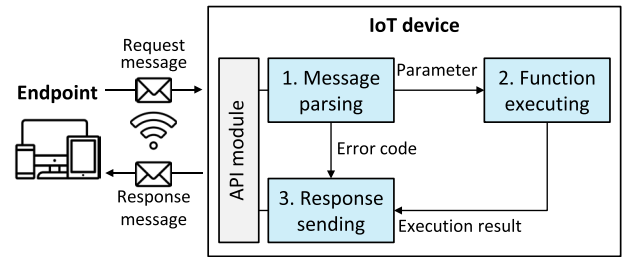 IoT device
Request
message
Endpoint
API module
1. Message
parsing
Parameter
2. Function
executing
Error code
Response
message
3. Response
sending
Execution result